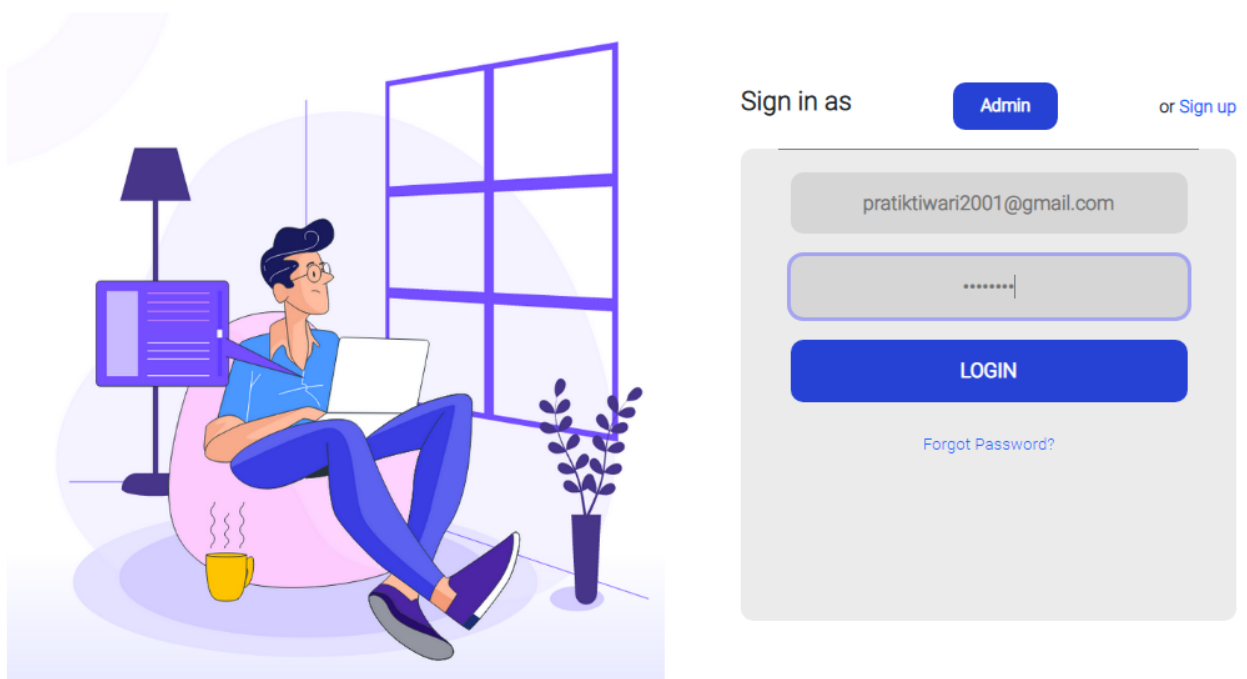 Sign in as
Admin
or Sign up
pratiktiwari2001@gmail.com
••••••••
LOGIN
Forgot Password?